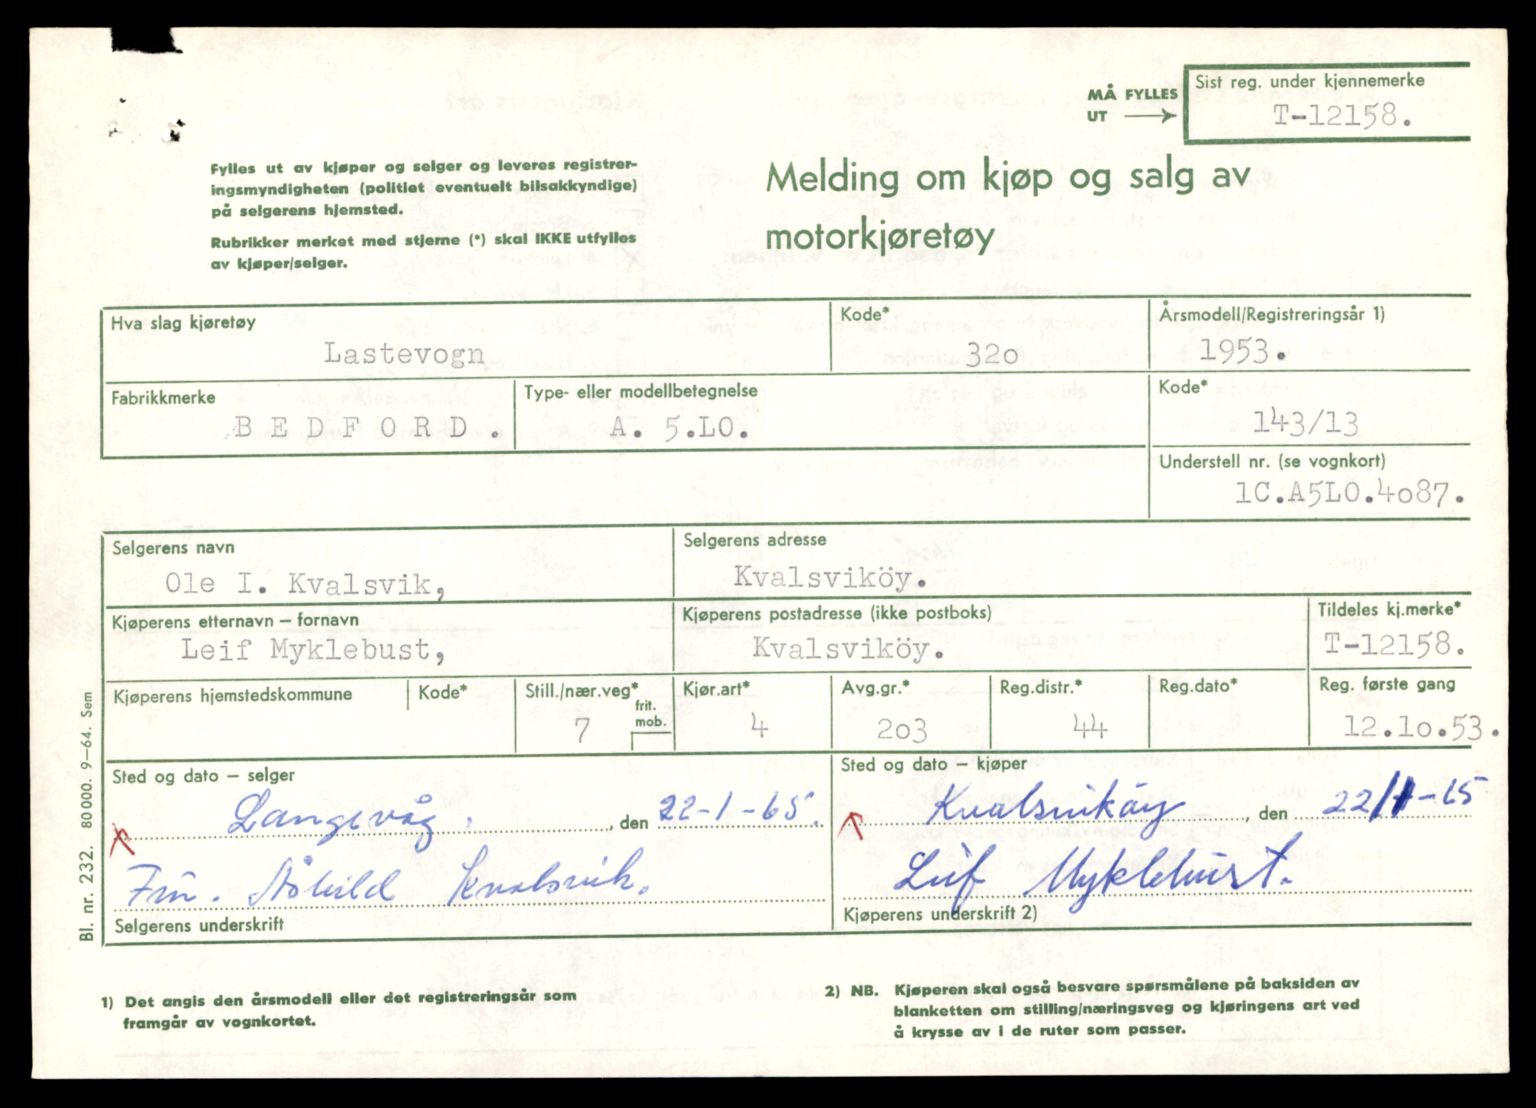 MÅ FYLLES UT
Sist reg. under kjennemerke
T-12158.
Fylles ut av kjøper og selger og leveres registrer-
ingsmyndigheten (politiet eventuelt bilsakkyndige)
på selgerens hjemsted.
Rubrikker merket med stjerne (*) skal IKKE utfylles
av kjøper/selger.
Melding om kjøp og salg av
motorkjøretøy
Hva slag kjøretøy
Lastevogn
Kode*
320
Årsmodell/Registreringsår 1)
1953.
Fabrikkmerke
BEDFORD.
Type- eller modellbetegnelse
A. 5.LO.
Kode*
143/13
Understell nr. (se vognkort)
1C.A5LO.4087.
Selgerens navn
Ole I. Kvalsvik,
Selgerens adresse
Kvalsviköy.
Kjøperens etternavn – fornavn
Leif Myklebust,
Kjøperens postadresse (ikke postboks)
Kvalsviköy.
Tildeles kj.merke*
T-12158.
Kjøperens hjemstedskommune
Kode*
Still./nær.veg*
frit.
mob.
7
Kjør.art*
4
Avg.gr.*
203
Reg.distr.*
44
Reg.dato*
Reg. første gang
12.10.53.
Sted og dato – selger
Langevåg. , den 22-1-65.
Åshild Kvalsvik.
Selgerens underskrift
Sted og dato – kjøper
Kvalsvikøy , den 22/1-65
Leif Myklebust.
Kjøperens underskrift 2)
Bl. nr. 232. 80000. 9–64. Sem
1) Det angis den årsmodell eller det registreringsår som
framgår av vognkortet.
2) NB. Kjøperen skal også besvare spørsmålene på baksiden av
blanketten om stilling/næringsveg og kjøringens art ved
å krysse av i de ruter som passer.